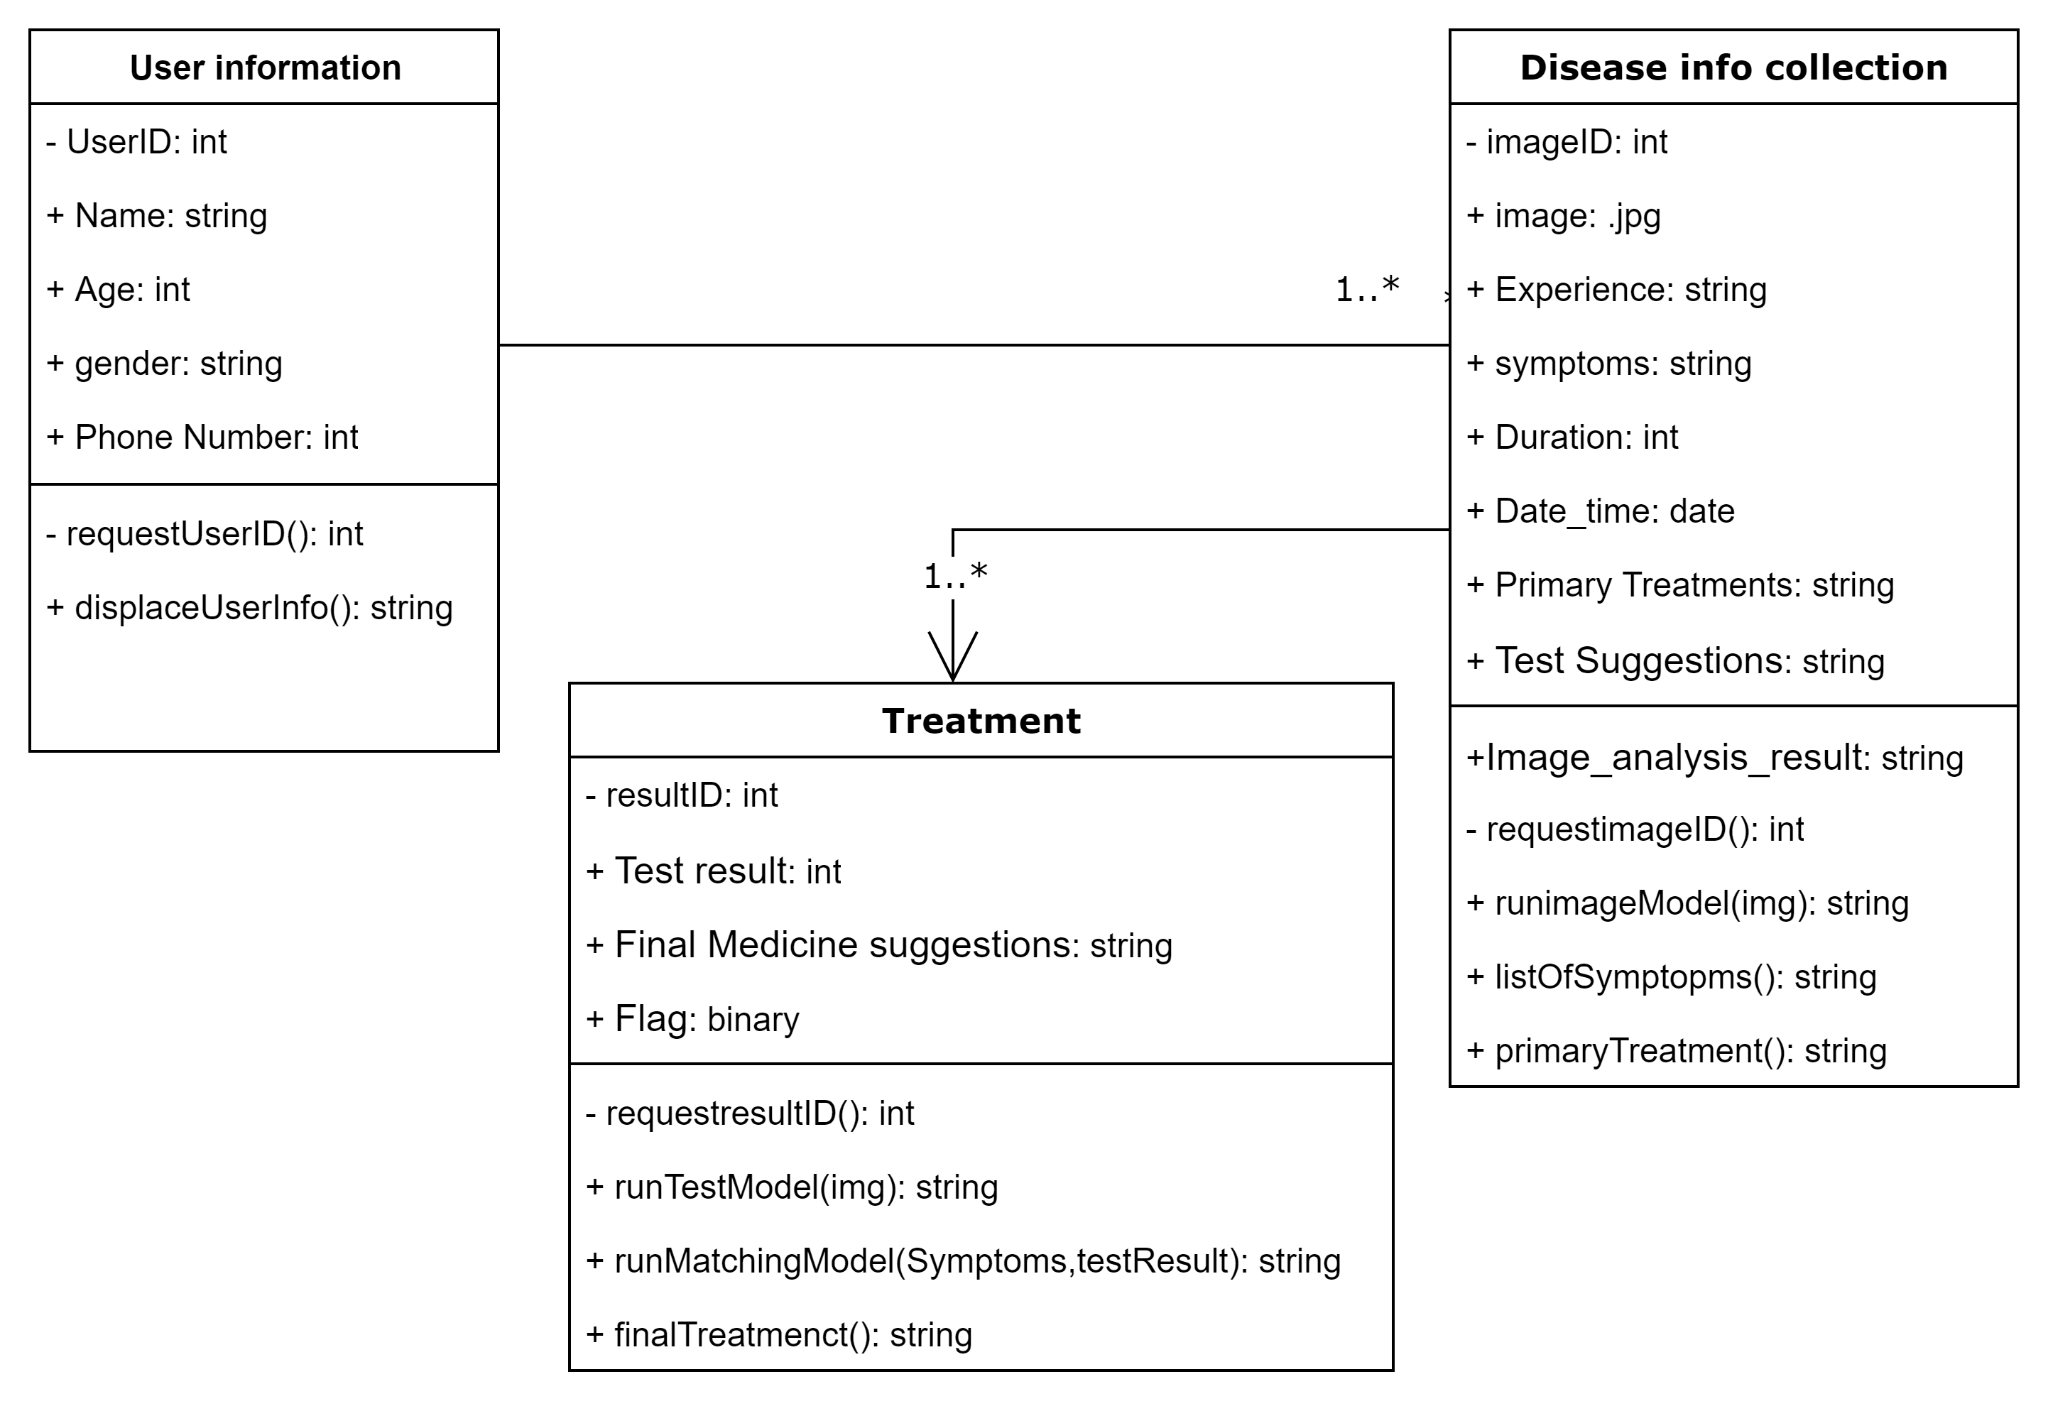 User information
- UserID: int
+ Name: string
+ Age: int
+ gender: string
+ Phone Number: int
- requestUserID(): int
+ displaceUserInfo(): string
1..*
Disease info collection
- imageID: int
+ image: .jpg
+ Experience: string
+ symptoms: string
+ Duration: int
+ Date_time: date
+ Primary Treatments: string
+ Test Suggestions: string
+Image_analysis_result: string
- requestimageID(): int
+ runimageModel(img): string
+ listOfSymptopms(): string
+ primaryTreatment(): string
1..*
Treatment
- resultID: int
+ Test result: int
+ Final Medicine suggestions: string
+ Flag: binary
- requestresultID(): int
+ runTestModel(img): string
+ runMatchingModel(Symptoms,testResult): string
+ finalTreatmenct(): string